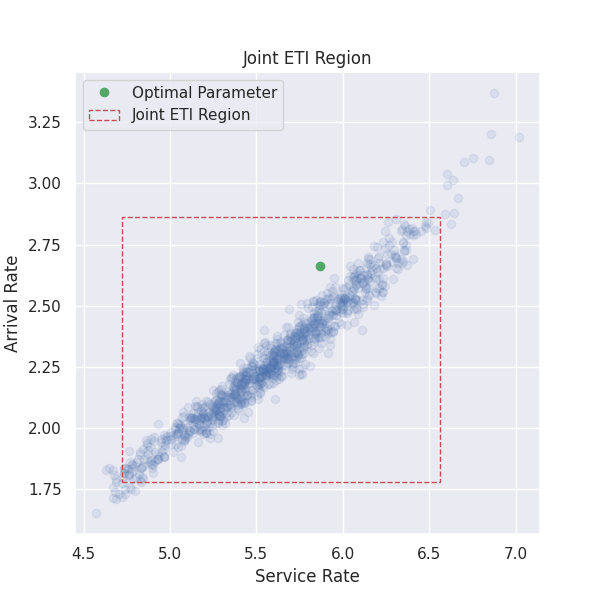 Joint ETI Region
Optimal Parameter
Joint ETI Region
3.25
3.00
2.75
2.50
2.25
2.00
1.75
Arrival Rate
4.5 5.0 5.5 6.0 6.5 7.0
Service Rate